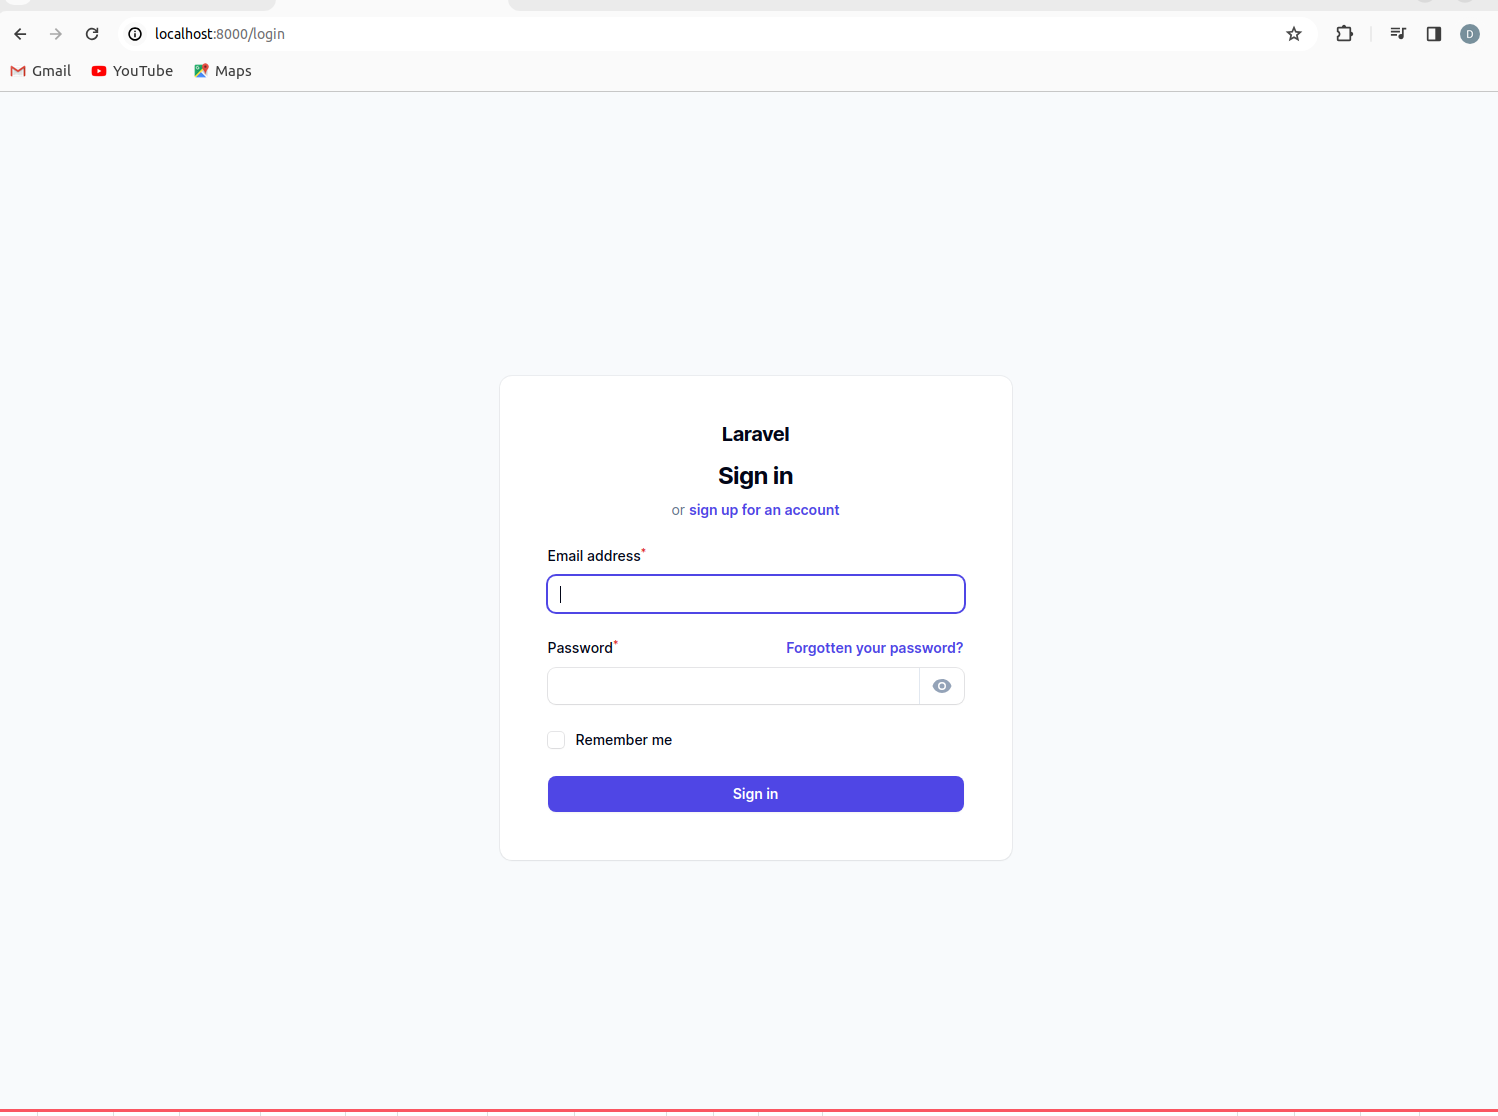 localhost:8000/login
D
Gmail YouTube Maps
Laravel
Sign in
or sign up for an account
Email address*
Password* Forgotten your password?
Remember me
Sign in